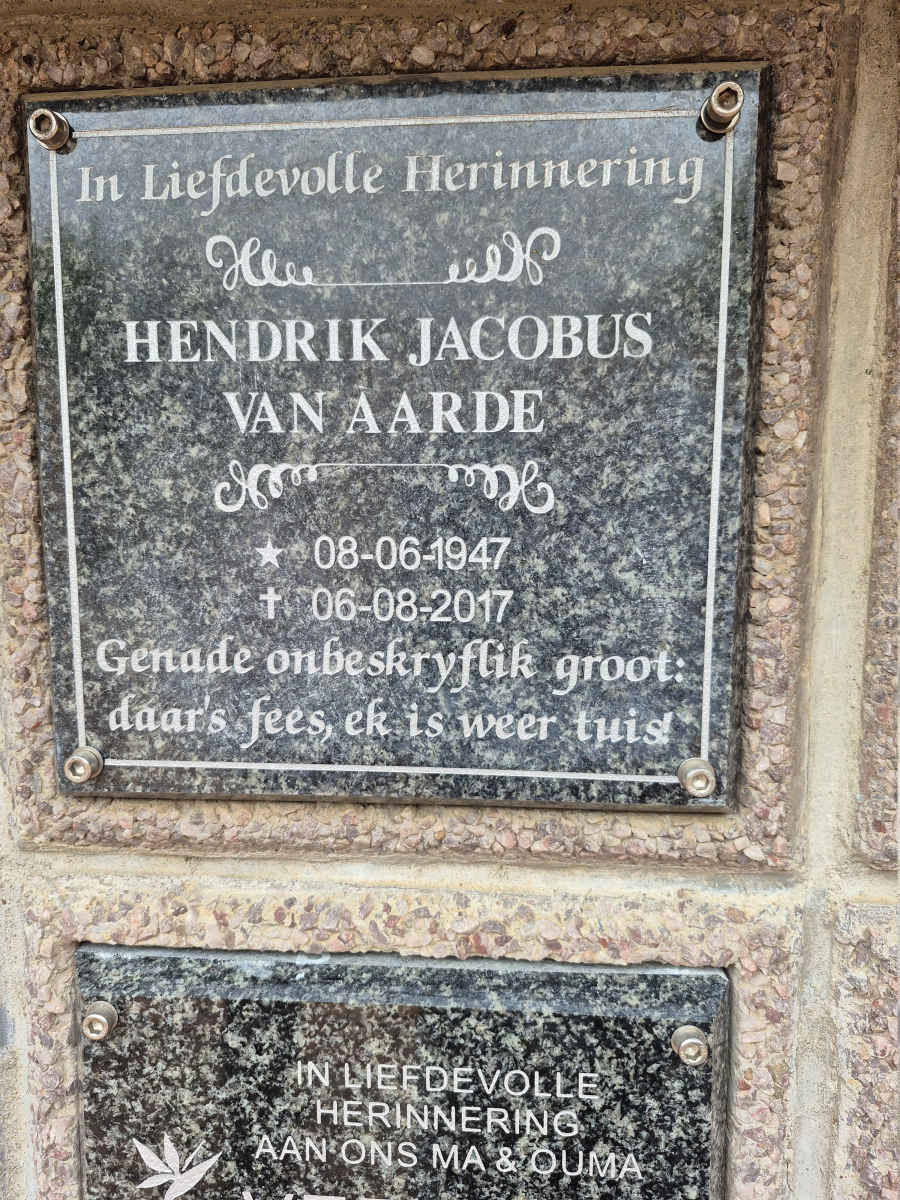 In Liefdevolle Herinnering
HENDRIK JACOBUS
VAN AARDE
08-06-1947
06-08-2017
Genade onbeskryflik groot:
daar's fees, ek is weer tuis!
IN LIEFDEVOLLE
HERINNERING
AAN ONS MA & OUMA